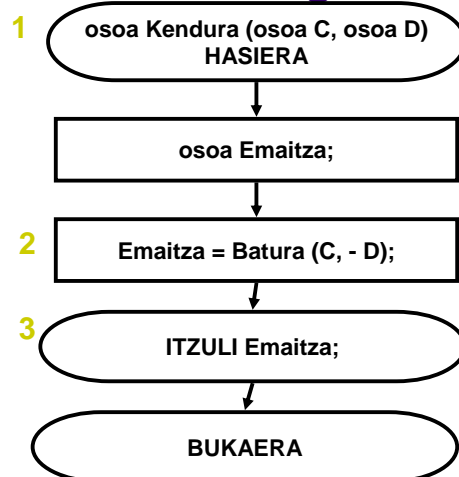 1
osoa Kendura (osoa C, osoa D)
HASIERA
osoa Emaitza;
2
Emaitza = Batura (C, - D);
3
ITZULI Emaitza;
BUKAERA